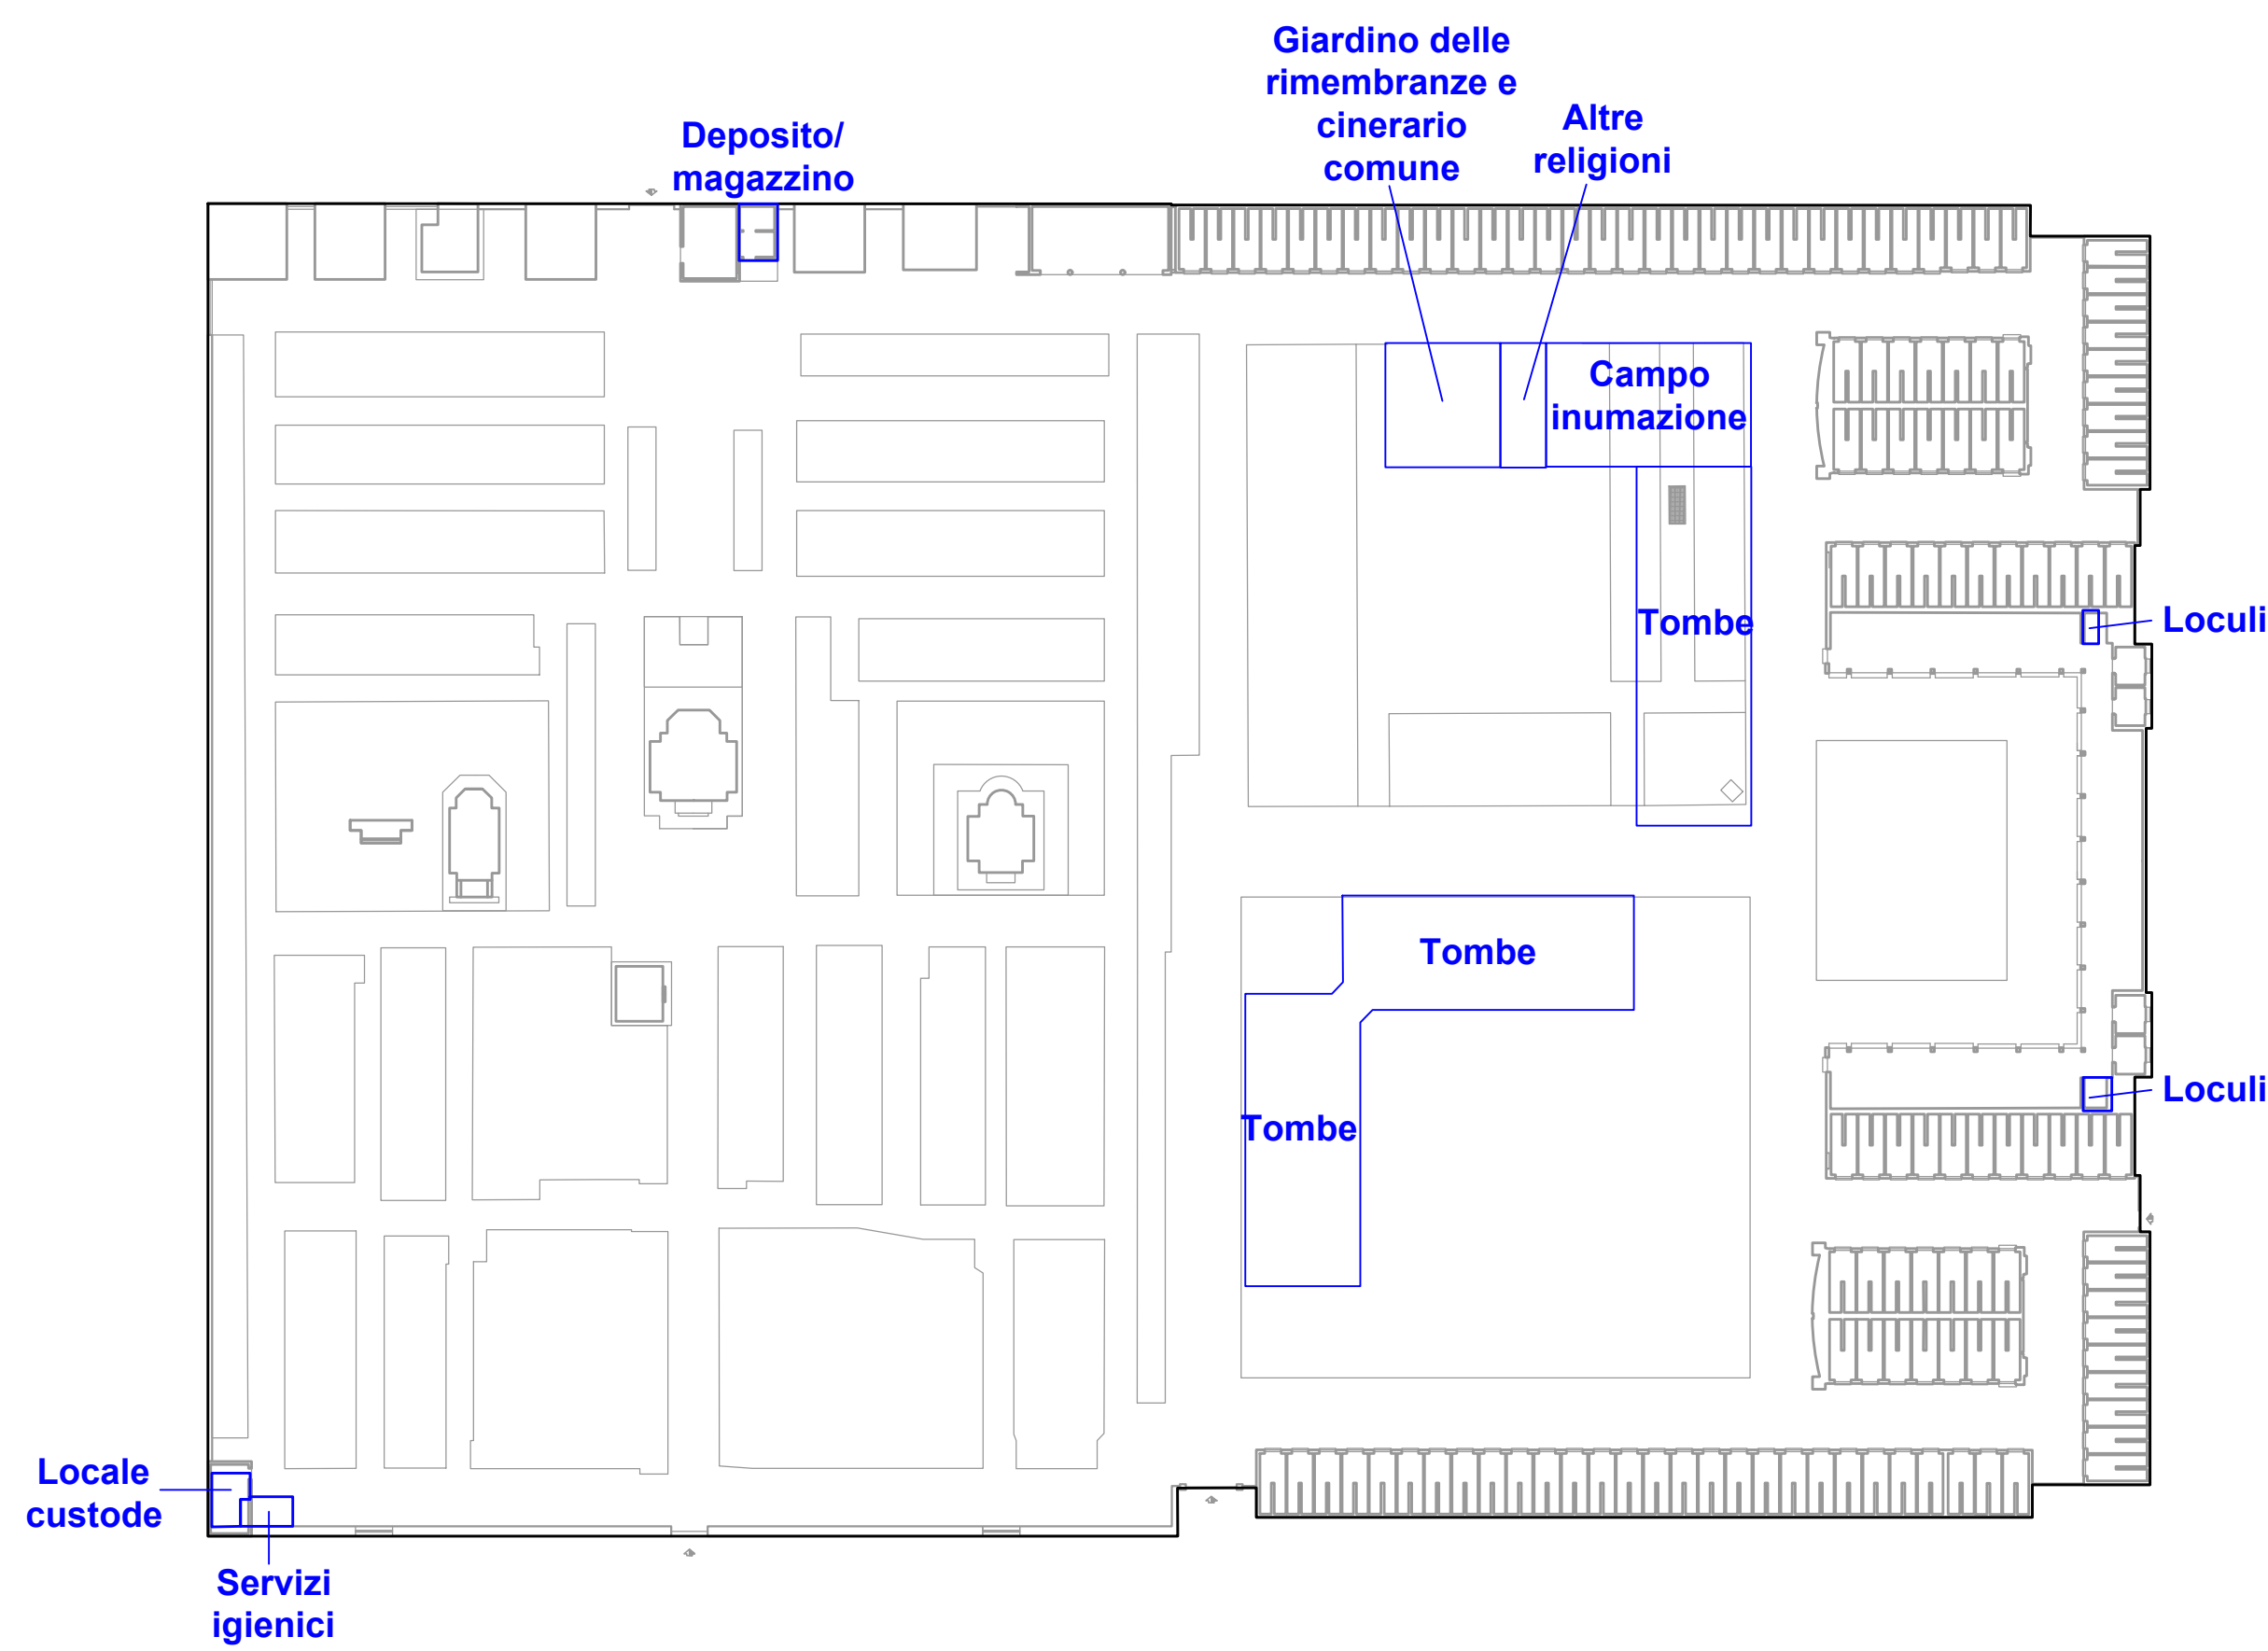 Giardino delle
rimembranze e
cinerario
comune
Altre
religioni
Deposito/
magazzino
Campo
inumazione
Tombe
Loculi
Tombe
Loculi
Tombe
Locale
custode
Servizi
igienici